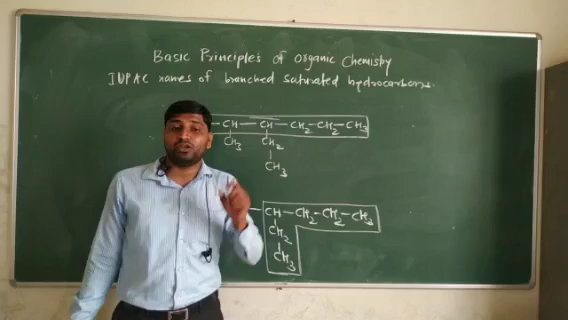 Basic Principles of Organic Chemistry
IUPAC names of branched saturated hydrocarbons.
- CH - CH - CH2 - CH2 - CH3
CH3 CH2
CH3
- CH - CH2 - CH2 - CH3
CH2
CH3